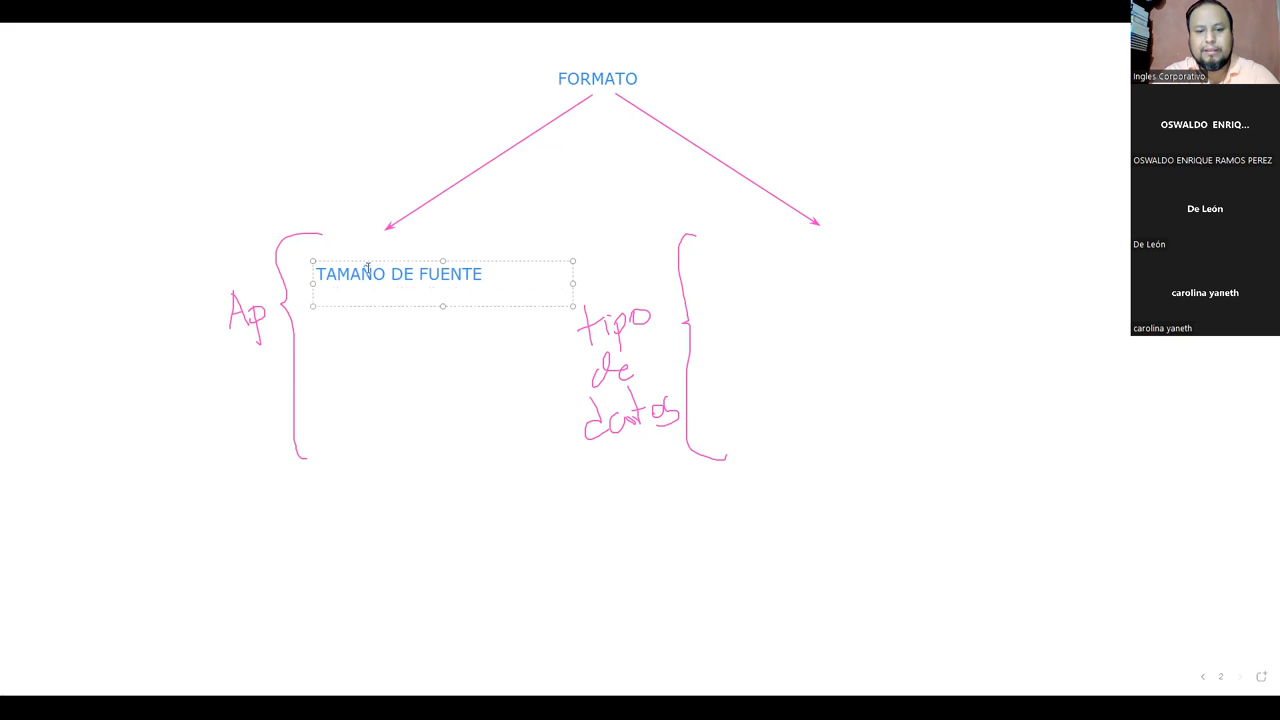 FORMATO
TAMAÑO DE FUENTE
Ap
tipo
de
datos
Ingles Corporativo
OSWALDO ENRIQ...
OSWALDO ENRIQUE RAMOS PEREZ
De León
De León
carolina yaneth
carolina yaneth
2